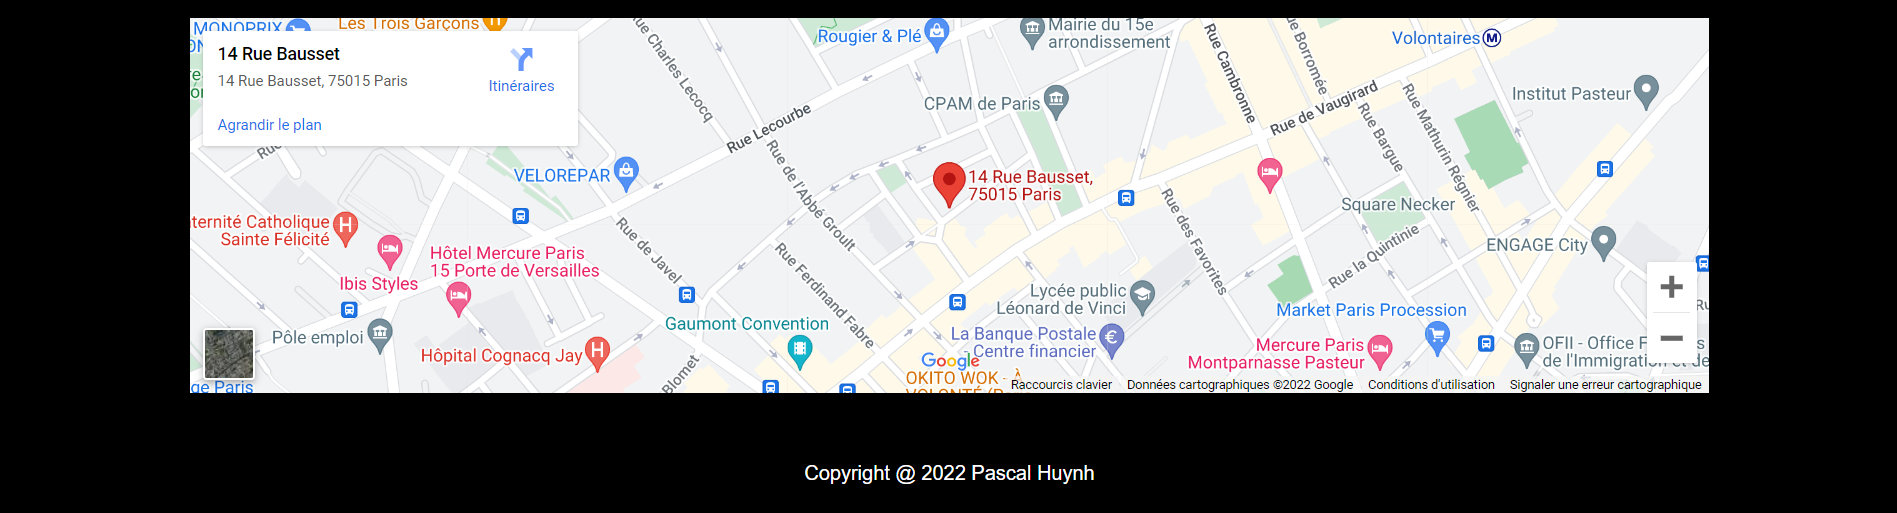 MONOPRIX
Les Trois Garçons
14 Rue Bausset
14 Rue Bausset, 75015 Paris
Itinéraires
Agrandir le plan
Rue Charles Lecocq
Rougier & Plé
Mairie du 15e
arrondissement
Rue Cambronne
Rue Borromée
Volontaires
M
Institut Pasteur
CPAM de Paris
Rue Lecourbe
Rue de Vaugirard
Rue Bargue
Rue Mathurin Régnier
Rue de l'Abbé Groult
VELOREPAR
14 Rue Bausset,
75015 Paris
Square Necker
Rue des Favorites
Rue la Quintinie
ENGAGE City
ternité Catholique
Sainte Félicité
H
Ibis Styles
Hôtel Mercure Paris
15 Porte de Versailles
Rue de Javel
Rue Ferdinand Fabre
Lycée public
Léonard de Vinci
Gaumont Convention
La Banque Postale
- Centre financier
€
Market Paris Procession
Mercure Paris
Montparnasse Pasteur
OFII - Office F
de l'Immigration et de
Pôle emploi
Hôpital Cognacq Jay
H
Blomet
ge Paris
Google
OKITO WOK - À
VOLONTÉ
+
−
Raccourcis clavier
Données cartographiques ©2022 Google
Conditions d'utilisation
Signaler une erreur cartographique
Copyright @ 2022 Pascal Huynh